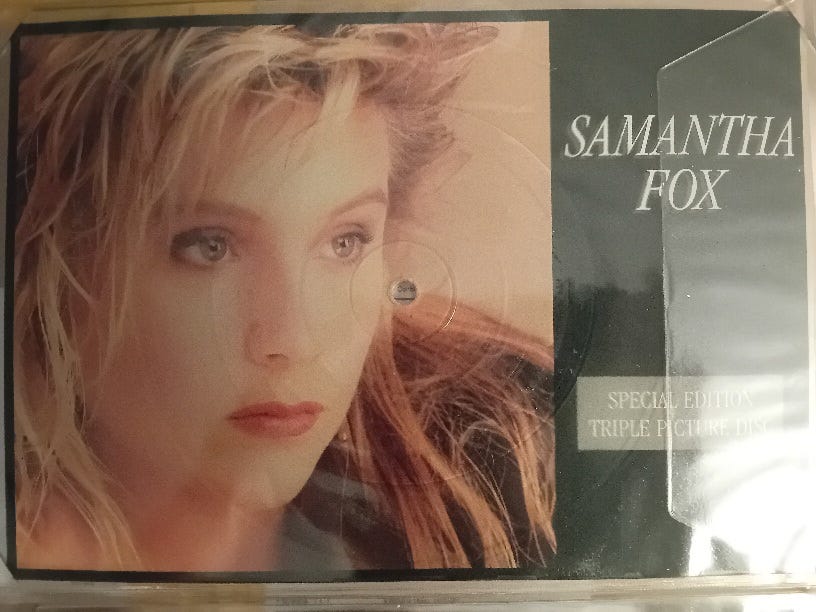 SAMANTHA
FOX
SPECIAL EDITION
TRIPLE PICTURE DISC